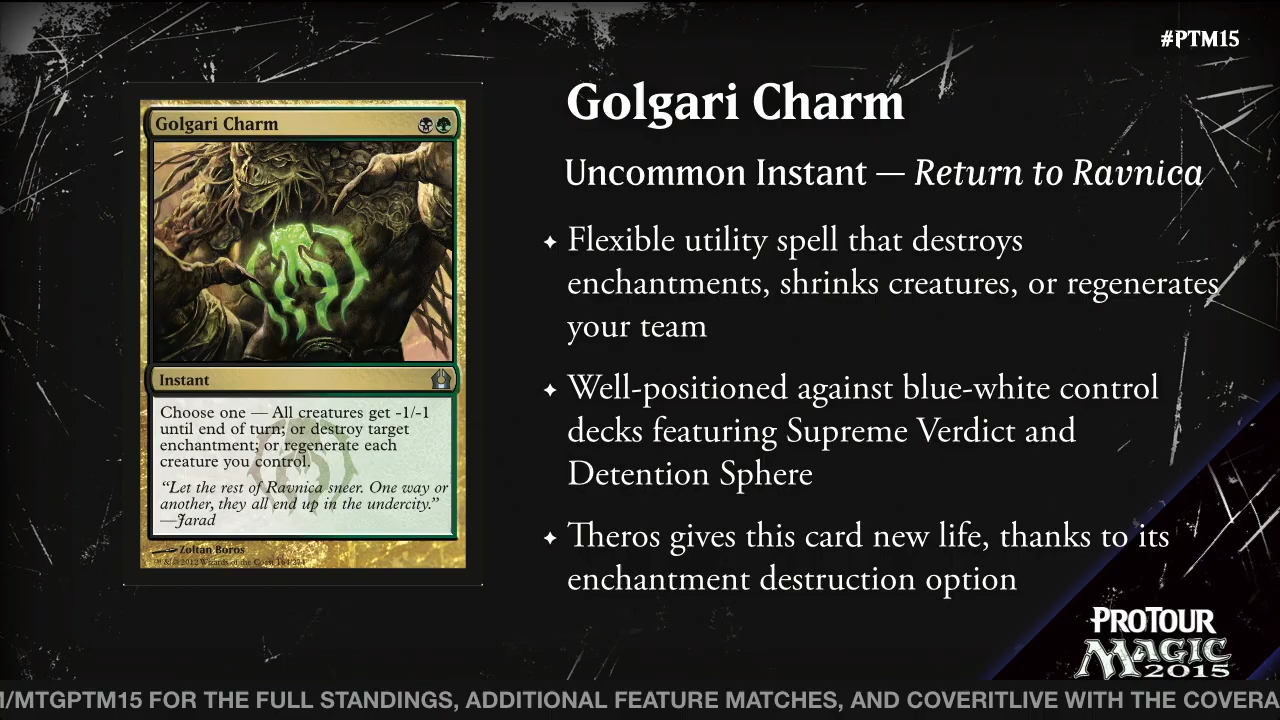 #PTM15
Golgari Charm
Instant
Choose one — All creatures get -1/-1
until end of turn; or destroy target
enchantment; or regenerate each
creature you control.
“Let the rest of Ravnica sneer. One way or
another, they all end up in the undercity.”
—Jarad
Zoltan Boros
Golgari Charm
Uncommon Instant — Return to Ravnica
✦ Flexible utility spell that destroys
enchantments, shrinks creatures, or regenerates
your team
✦ Well-positioned against blue-white control
decks featuring Supreme Verdict and
Detention Sphere
✦ Theros gives this card new life, thanks to its
enchantment destruction option
PROTOUR
MAGIC
2015
/MTGPTM15 FOR THE FULL STANDINGS, ADDITIONAL FEATURE MATCHES, AND COVERITLIVE WITH THE COVERA